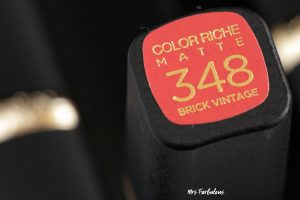 COLOR RICHE
MATTE
348
BRICK VINTAGE
Mrs Farbulous